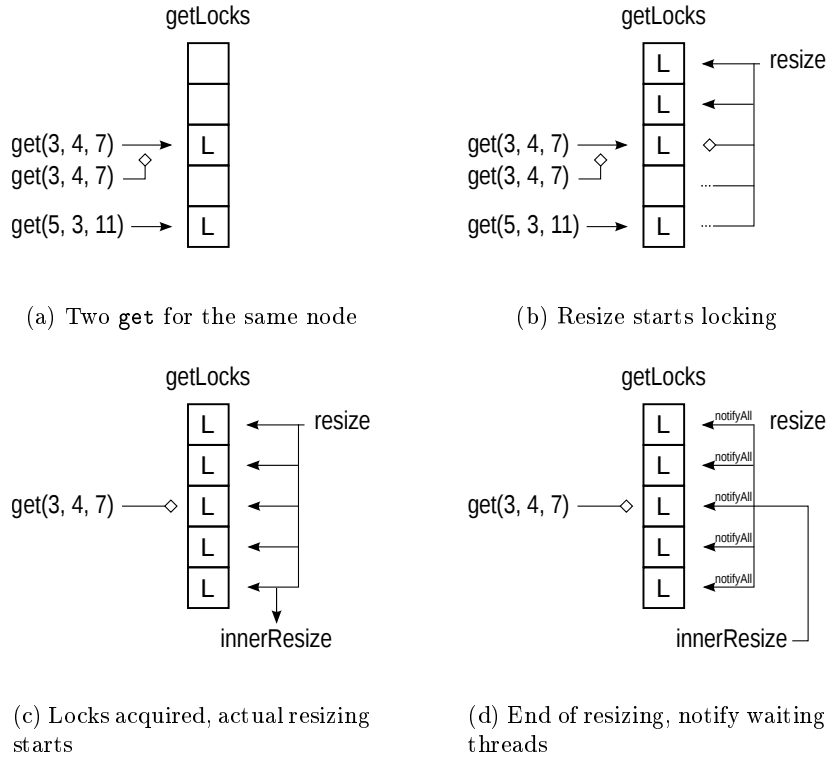 getLocks
L
get(3, 4, 7)
get(3, 4, 7)
get(5, 3, 11)
L
(a) Two get for the same node
getLocks
resize
L
L
get(3, 4, 7)
L
get(3, 4, 7)
...
get(5, 3, 11)
L
...
(b) Resize starts locking
getLocks
L
resize
L
get(3, 4, 7)
L
L
L
innerResize
(c) Locks acquired, actual resizing
starts
getLocks
L
notifyAll
resize
L
notifyAll
get(3, 4, 7)
L
notifyAll
L
notifyAll
L
notifyAll
innerResize
(d) End of resizing, notify waiting
threads